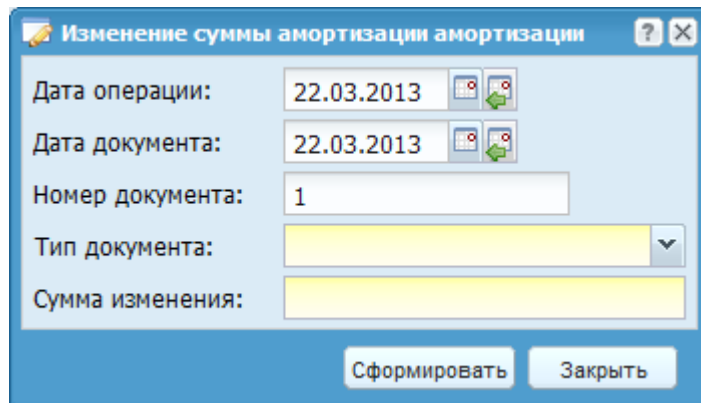 Изменение суммы амортизации амортизации ?
Дата операции: 22.03.2013
Дата документа: 22.03.2013
Номер документа: 1
Тип документа:
Сумма изменения:
Сформировать Закрыть